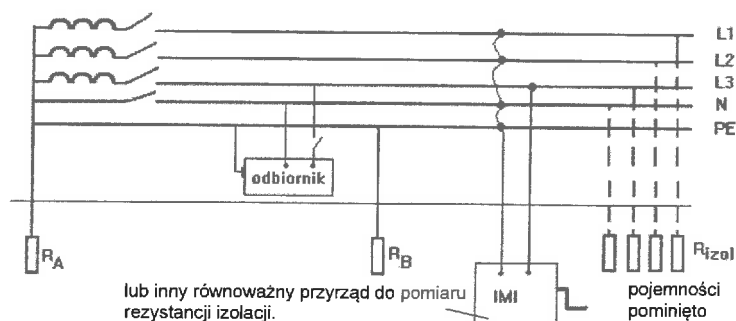 L1
L2
L3
N
PE
odbiornik
RA
RB
Rizol
lub inny równoważny przyrząd do pomiaru
rezystancji izolacji.
IMI
pojemności
pominięto